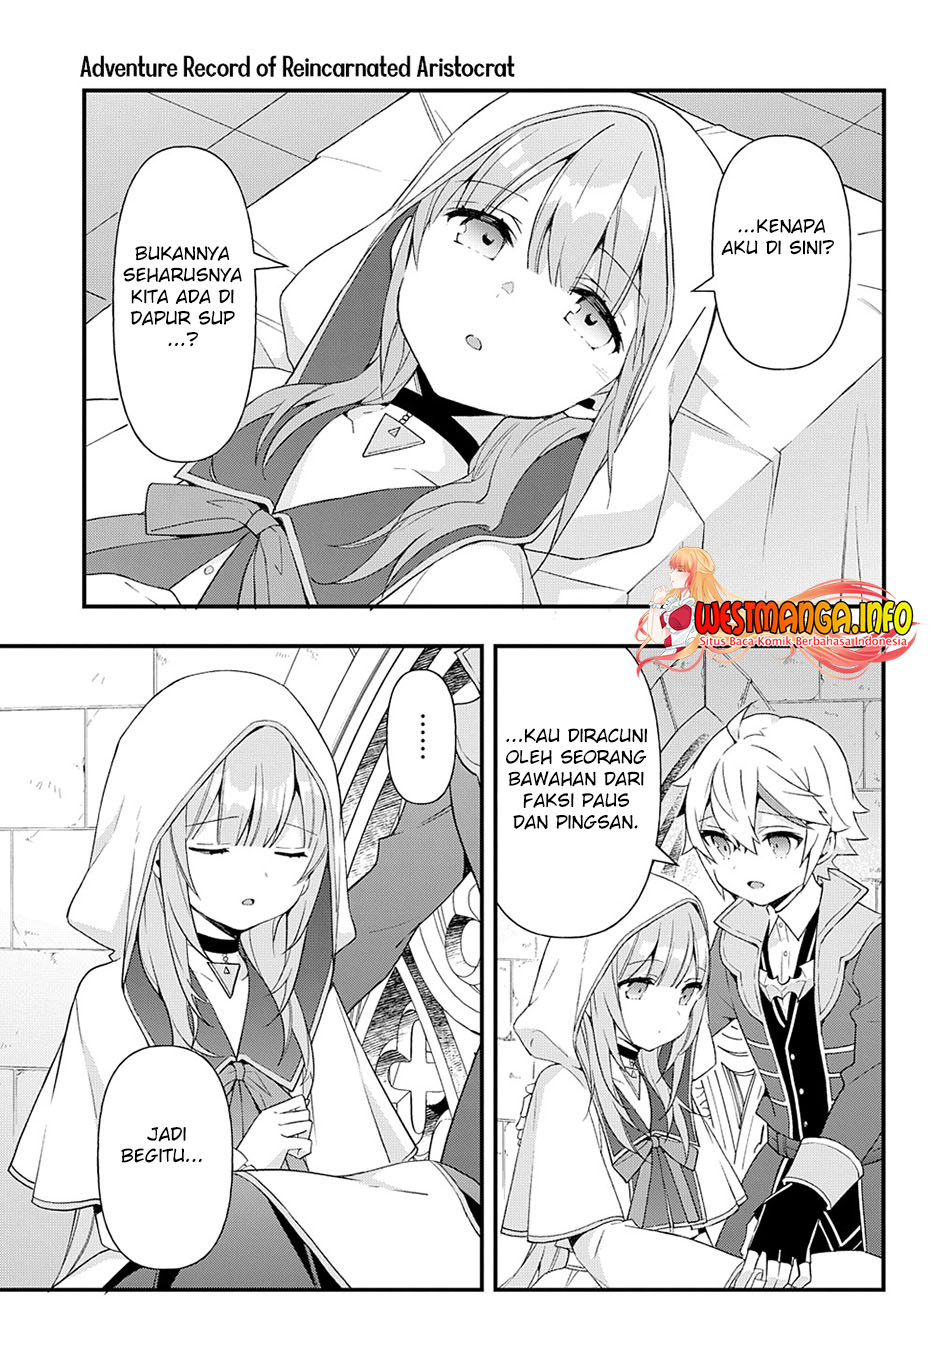 Adventure Record of Reincarnated Aristocrat
...KENAPA
AKU DI SINI?
BUKANNYA
SEHARUSNYA
KITA ADA DI
DAPUR SUP
...?
WESTMANGA.INFO
Situs Baca Komik Berbahasa Indonesia
...KAU DIRACUNI
OLEH SEORANG
BAWAHAN DARI
FAKSI PAUS
DAN PINGSAN.
........
JADI
BEGITU...